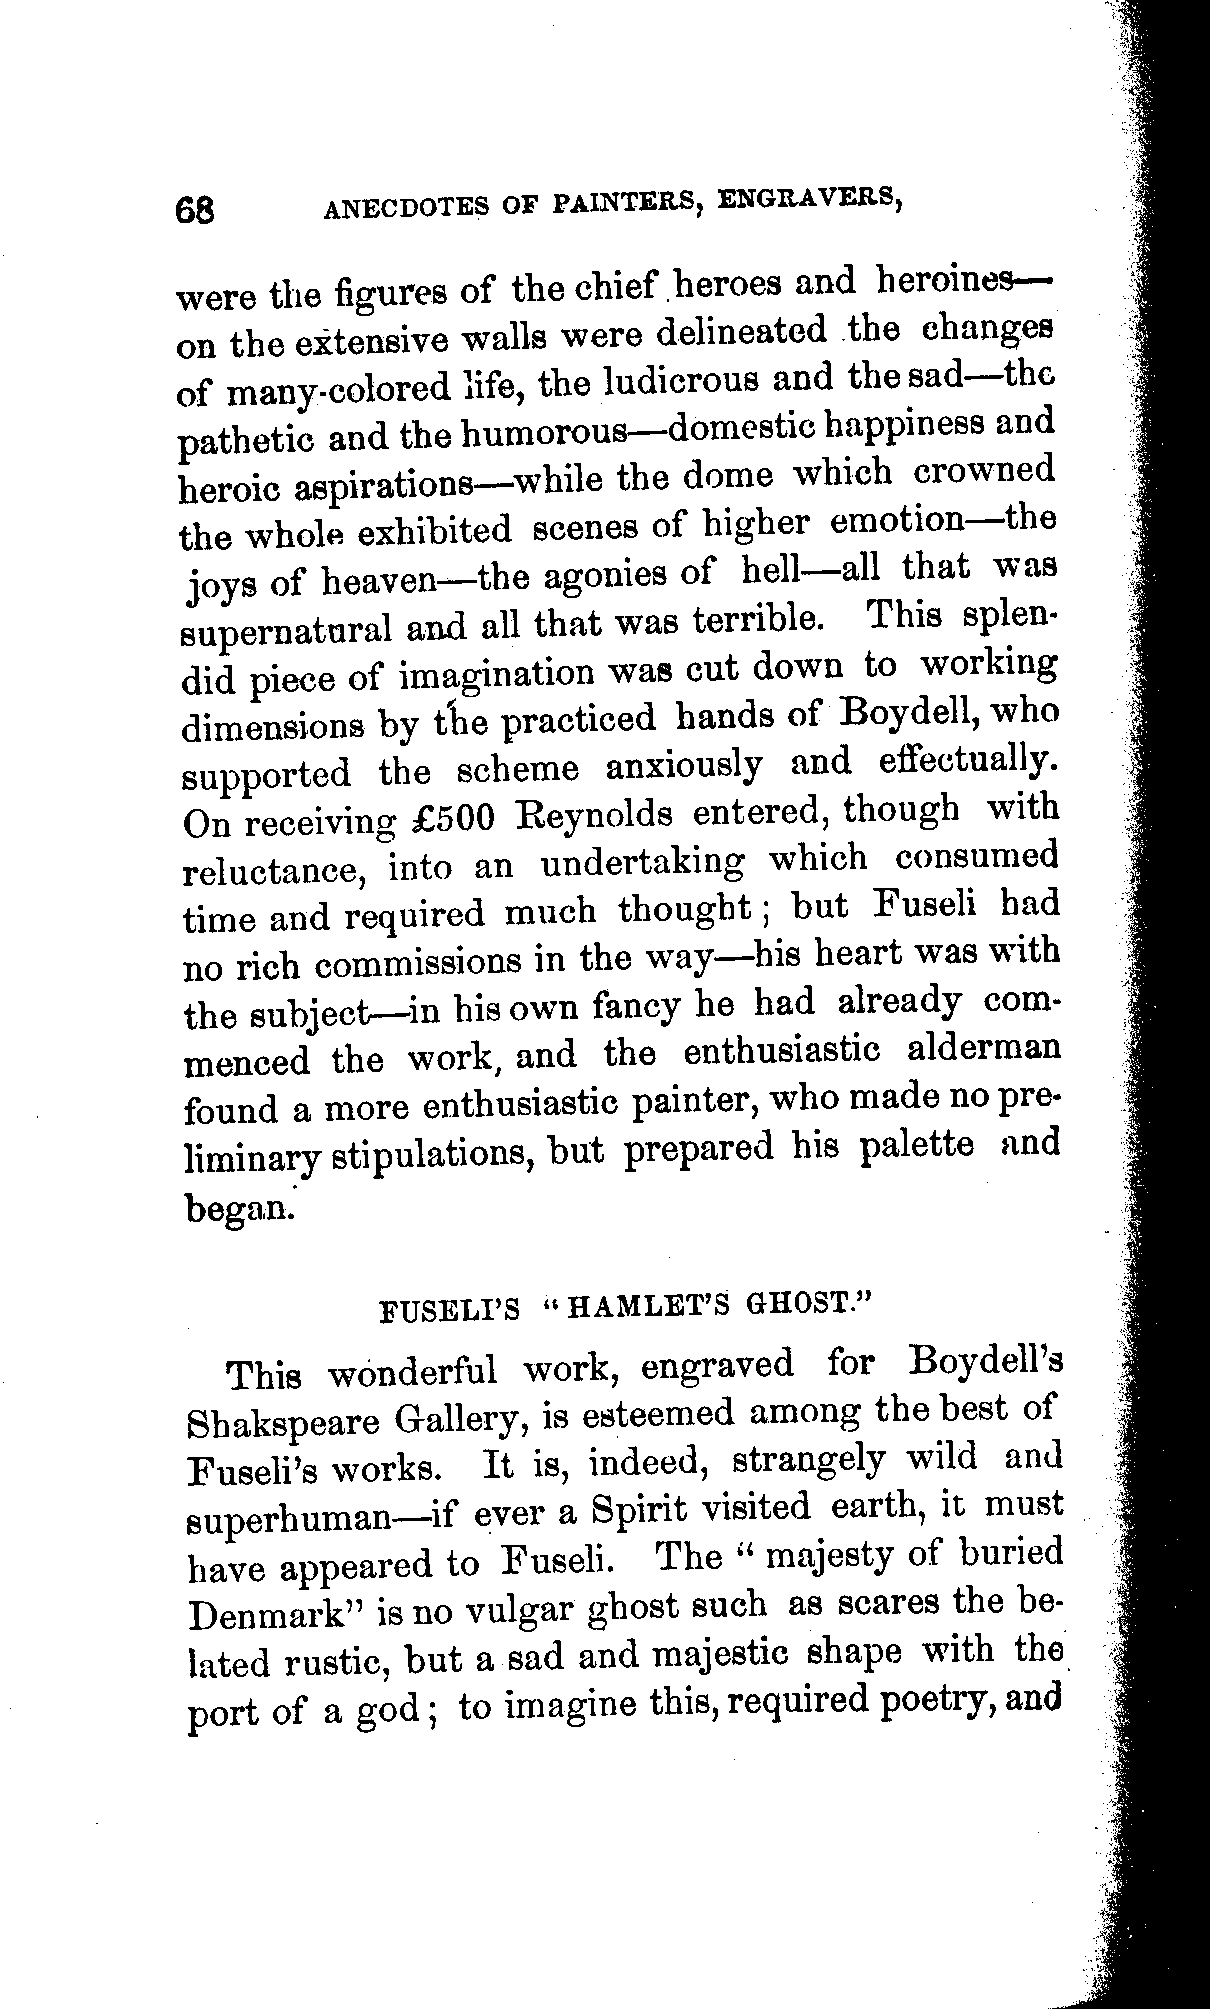 68 ANECDOTES OF PAINTERS, ENGRAVERS,
were the figures of the chief heroes and heroines—
on the extensive walls were delineated the changes
of many-colored life, the ludicrous and the sad—the
pathetic and the humorous—domestic happiness and
heroic aspirations—while the dome which crowned
the whole exhibited scenes of higher emotion—the
joys of heaven—the agonies of hell—all that was
supernatural and all that was terrible. This splen-
did piece of imagination was cut down to working
dimensions by the practiced hands of Boydell, who
supported the scheme anxiously and effectually.
On receiving £500 Reynolds entered, though with
reluctance, into an undertaking which consumed
time and required much thought; but Fuseli had
no rich commissions in the way—his heart was with
the subject—in his own fancy he had already com-
menced the work, and the enthusiastic alderman
found a more enthusiastic painter, who made no pre-
liminary stipulations, but prepared his palette and
began.
FUSELI'S "HAMLET'S GHOST."
This wonderful work, engraved for Boydell's
Shakspeare Gallery, is esteemed among the best of
Fuseli's works. It is, indeed, strangely wild and
superhuman—if ever a Spirit visited earth, it must
have appeared to Fuseli. The "majesty of buried
Denmark" is no vulgar ghost such as scares the be-
lated rustic, but a sad and majestic shape with the
port of a god; to imagine this, required poetry, and